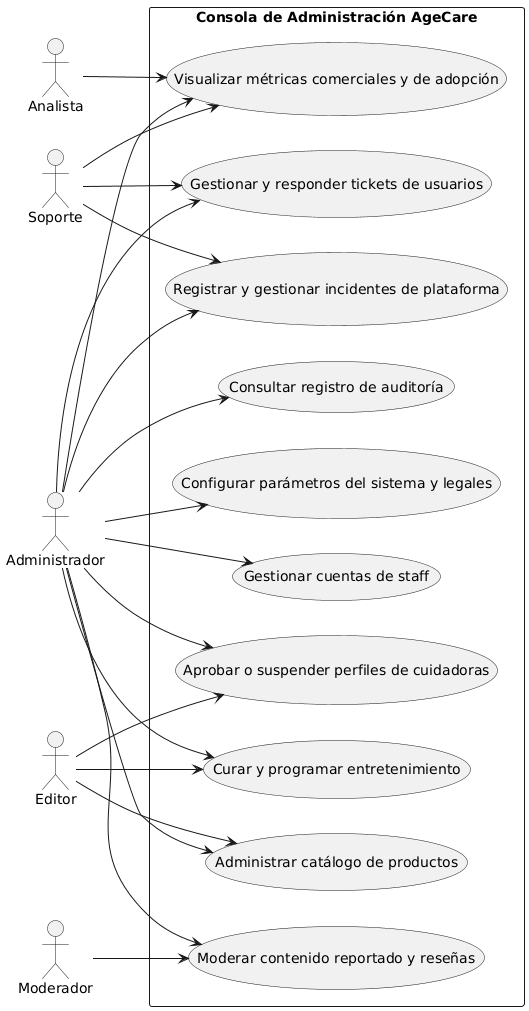 Consola de Administración AgeCare
Analista
Visualizar métricas comerciales y de adopción
Soporte
Gestionar y responder tickets de usuarios
Registrar y gestionar incidentes de plataforma
Consultar registro de auditoría
Configurar parámetros del sistema y legales
Administrador
Gestionar cuentas de staff
Aprobar o suspender perfiles de cuidadoras
Editor
Curar y programar entretenimiento
Administrar catálogo de productos
Moderador
Moderar contenido reportado y reseñas